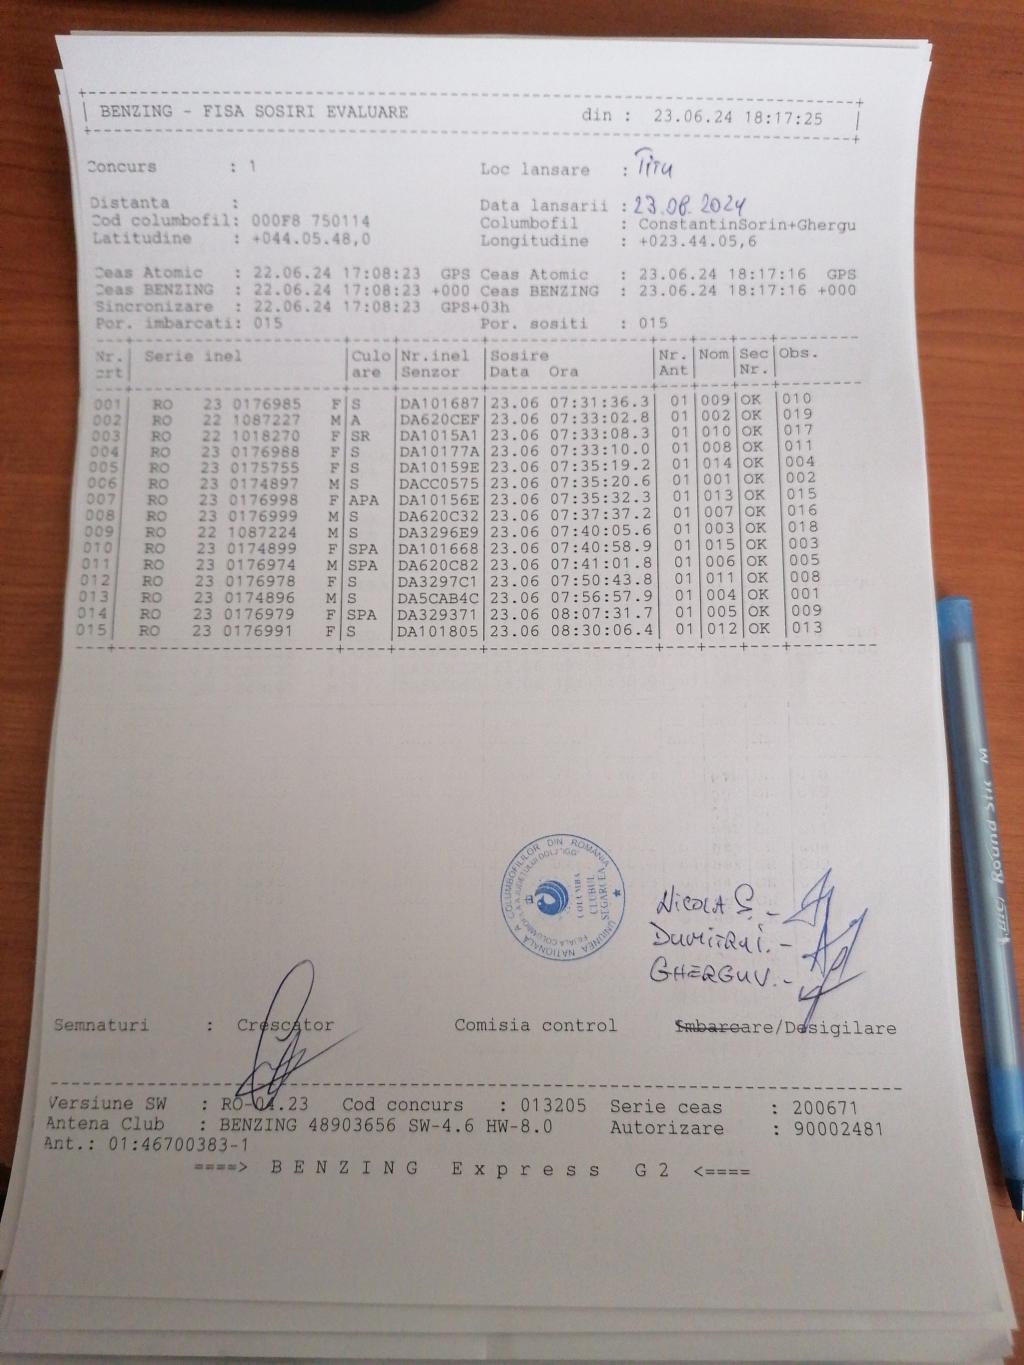 BENZING - FISA SOSIRI EVALUARE din : 23.06.24 18:17:25
Concurs : 1 Loc lansare : Titu
Distanta : Data lansarii : 23.06.2024
Cod columbofil: 000F8 750114 Columbofil : ConstantinSorin+Ghergu
Latitudine : +044.05.48,0 Longitudine : +023.44.05,6
Ceas Atomic : 22.06.24 17:08:23 GPS Ceas Atomic : 23.06.24 18:17:16 GPS
Ceas BENZING : 22.06.24 17:08:23 +000 Ceas BENZING : 23.06.24 18:17:16 +000
Sincronizare : 22.06.24 17:08:23 GPS+03h
Por. imbarcati: 015 Por. sositi : 015
Nr. Serie inel Culo Nr.inel Sosire Nr. Nom Sec Obs.
crt are Senzor Data Ora Ant Nr.
001 RO 23 0176985 F S DA101687 23.06 07:31:36.3 01 009 OK 010
002 RO 22 1087227 M A DA620CEF 23.06 07:33:02.8 01 002 OK 019
003 RO 22 1018270 F SR DA1015A1 23.06 07:33:08.3 01 010 OK 017
004 RO 23 0176988 F S DA10177A 23.06 07:33:10.0 01 008 OK 011
005 RO 23 0175755 F S DA10159E 23.06 07:35:19.2 01 014 OK 004
006 RO 23 0174897 M S DACC0575 23.06 07:35:20.6 01 001 OK 002
007 RO 23 0176998 F APA DA10156E 23.06 07:35:32.3 01 013 OK 015
008 RO 23 0176999 M S DA620C32 23.06 07:37:37.2 01 007 OK 016
009 RO 22 1087224 M S DA3296E9 23.06 07:40:05.6 01 003 OK 018
010 RO 23 0174899 F SPA DA101668 23.06 07:40:58.9 01 015 OK 003
011 RO 23 0176974 M SPA DA620C82 23.06 07:41:01.8 01 006 OK 005
012 RO 23 0176978 F S DA3297C1 23.06 07:50:43.8 01 011 OK 008
013 RO 23 0174896 M S DA5CAB4C 23.06 07:56:57.9 01 004 OK 001
014 RO 23 0176979 F SPA DA329371 23.06 08:07:31.7 01 005 OK 009
015 RO 23 0176991 F S DA101805 23.06 08:30:06.4 01 012 OK 013
UNIUNEA NATIONALA A COLUMBOFILILOR DIN ROMANIA
COLUMBA
CLUBUL
SEGARCEA
NICOLA S. -
DUMITRU I. -
GHERGU V. -
Semnaturi : Crescator Comisia control Imbarcare/Desigilare
Versiune SW : RO-04.23 Cod concurs : 013205 Serie ceas : 200671
Antena Club : BENZING 48903656 SW-4.6 HW-8.0 Autorizare : 90002481
Ant.: 01:46700383-1
====> BENZING Express G2 <====
Round Stic M